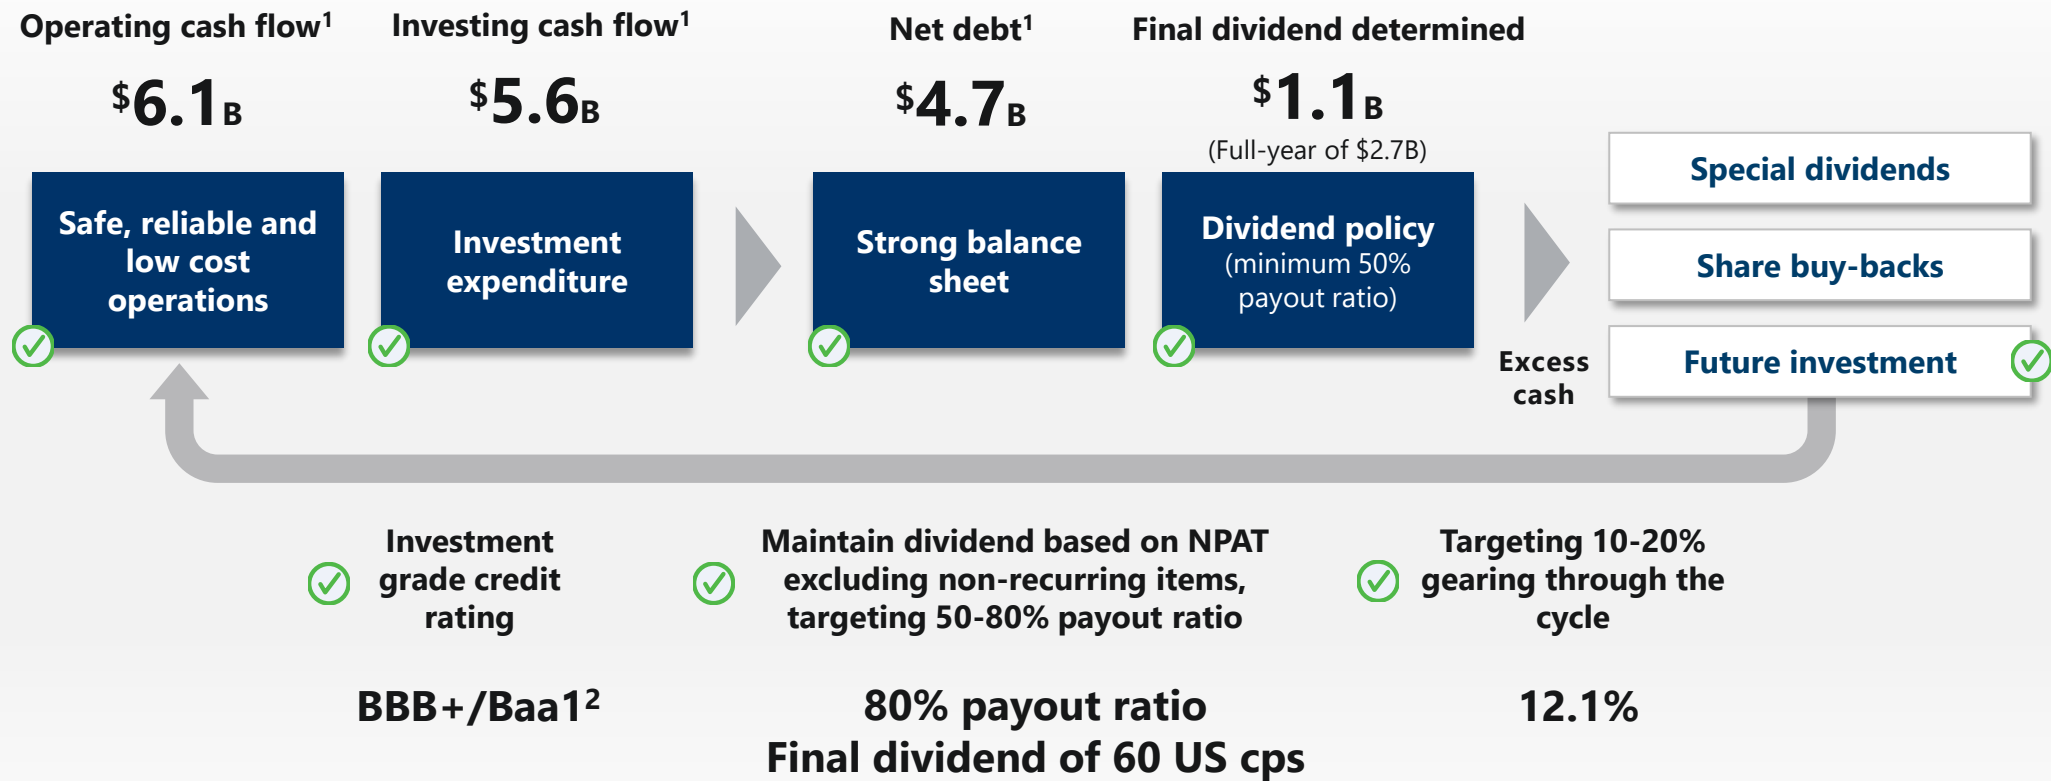 Operating cash flow¹
$6.1B
Safe, reliable and
low cost
operations
Investing cash flow¹
$5.6B
Investment
expenditure
Net debt¹
$4.7B
Strong balance
sheet
Final dividend determined
$1.1B
(Full-year of $2.7B)
Dividend policy
(minimum 50%
payout ratio)
Excess
cash
Special dividends
Share buy-backs
Future investment
Investment
grade credit
rating
BBB+/Baa1²
Maintain dividend based on NPAT
excluding non-recurring items,
targeting 50-80% payout ratio
80% payout ratio
Final dividend of 60 US cps
Targeting 10-20%
gearing through the
cycle
12.1%